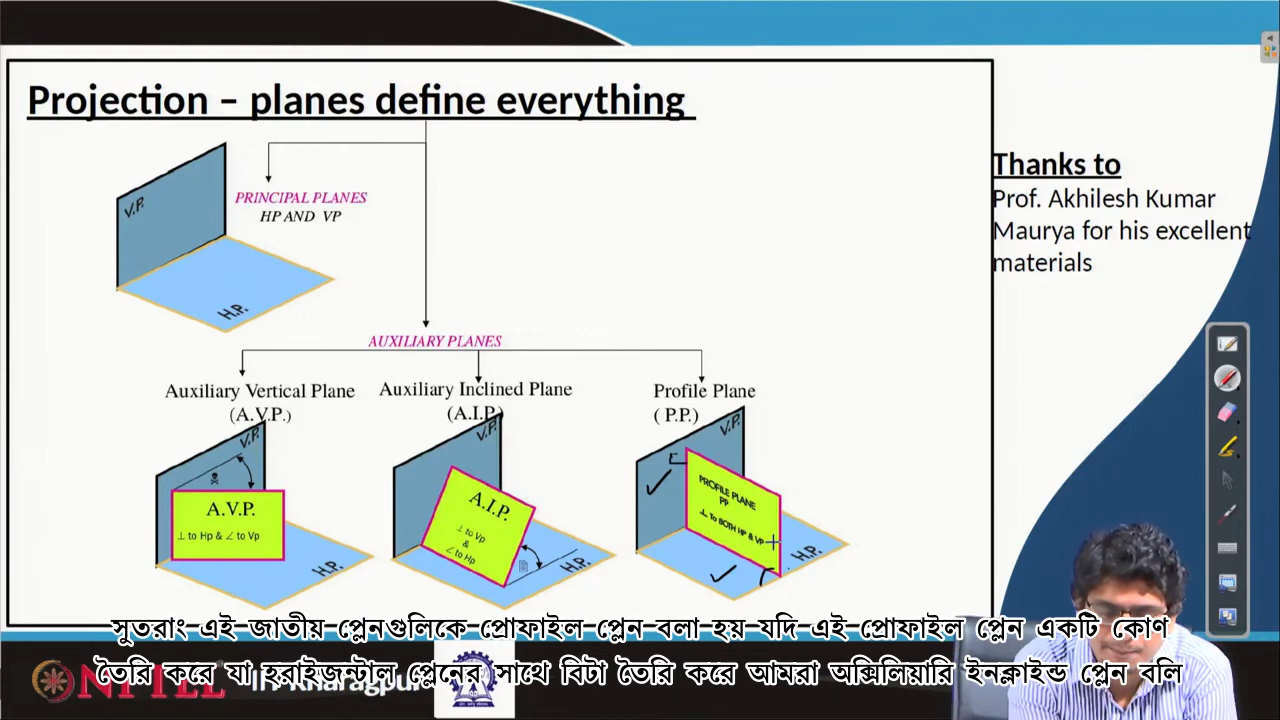 Projection – planes define everything
Thanks to
Prof. Akhilesh Kumar
Maurya for his excellent
materials
V.P.
PRINCIPAL PLANES
HP AND VP
H.P.
AUXILIARY PLANES
Auxiliary Vertical Plane
(A.V.P.)
Auxiliary Inclined Plane
(A.I.P.)
Profile Plane
( P.P.)
V.P.
A.V.P.
⊥ to Hp & ∠ to Vp
H.P.
V.P.
A.I.P.
⊥ to Vp
&
∠ to Hp
H.P.
V.P.
PROFILE PLANE
PP
⊥ To BOTH HP & VP
H.P.
সুতরাং এই জাতীয় প্লেনগুলিকে প্রোফাইল প্লেন বলা হয় যদি এই প্রোফাইল প্লেন একটি কোণ
তৈরি করে যা হরাইজন্টাল প্লেনের সাথে বিটা তৈরি করে আমরা অক্সিলিয়ারি ইনক্লাইন্ড প্লেন বলি
NPTEL IIT Kharagpur